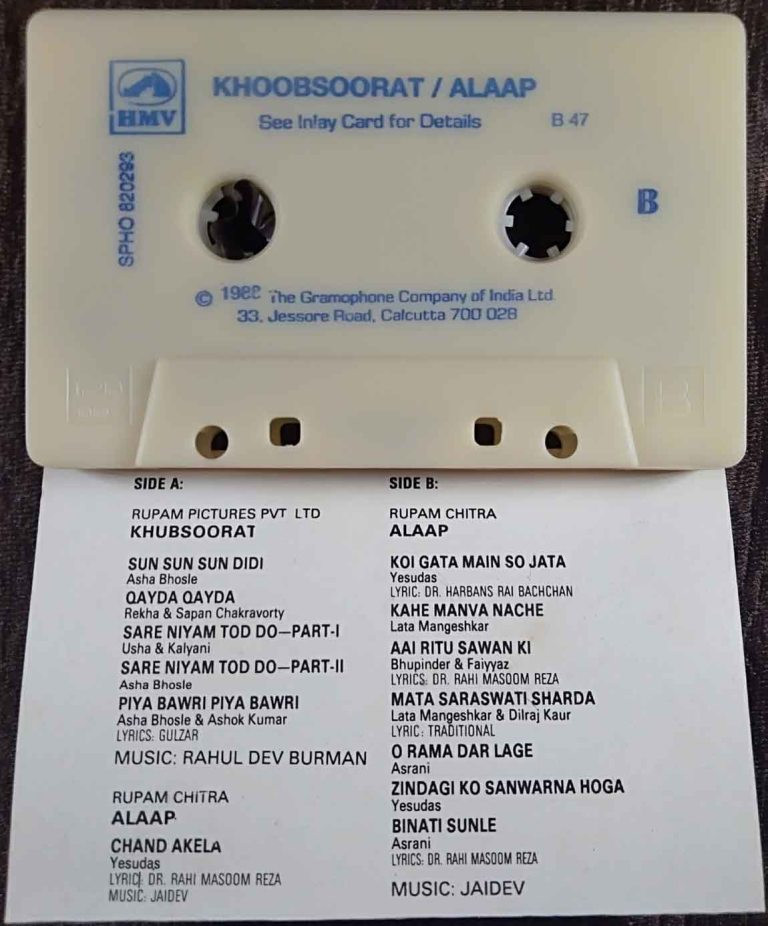 HMV
KHOOBSOORAT / ALAAP
See Inlay Card for Details
B 47
SPHO 820293
B
© 1988 The Gramophone Company of India Ltd.
33, Jessore Road, Calcutta 700 028
B
SIDE A:
RUPAM PICTURES PVT LTD
KHUBSOORAT
SUN SUN SUN DIDI
Asha Bhosle
QAYDA QAYDA
Rekha & Sapan Chakravorty
SARE NIYAM TOD DO—PART-I
Usha & Kalyani
SARE NIYAM TOD DO—PART-II
Asha Bhosle
PIYA BAWRI PIYA BAWRI
Asha Bhosle & Ashok Kumar
LYRICS: GULZAR
MUSIC: RAHUL DEV BURMAN
RUPAM CHITRA
ALAAP
CHAND AKELA
Yesudas
LYRIC: DR. RAHI MASOOM REZA
MUSIC: JAIDEV
SIDE B:
RUPAM CHITRA
ALAAP
KOI GATA MAIN SO JATA
Yesudas
LYRIC: DR. HARBANS RAI BACHCHAN
KAHE MANVA NACHE
Lata Mangeshkar
AAI RITU SAWAN KI
Bhupinder & Faiyyaz
LYRICS: DR. RAHI MASOOM REZA
MATA SARASWATI SHARDA
Lata Mangeshkar & Dilraj Kaur
LYRIC: TRADITIONAL
O RAMA DAR LAGE
Asrani
ZINDAGI KO SANWARNA HOGA
Yesudas
BINATI SUNLE
Asrani
LYRICS: DR. RAHI MASOOM REZA
MUSIC: JAIDEV